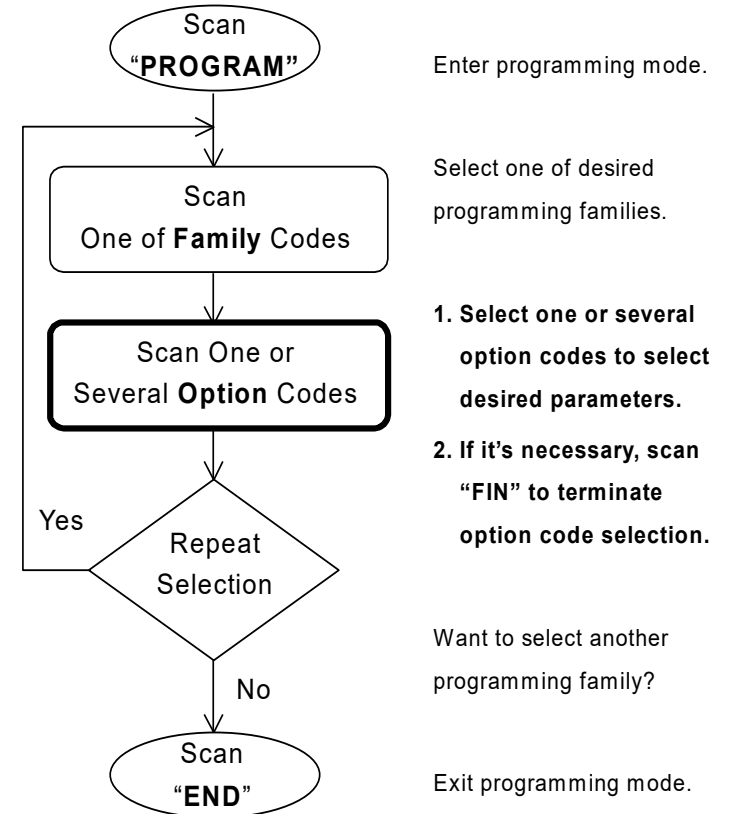 Scan
“PROGRAM”
Enter programming mode.
Scan
One of Family Codes
Select one of desired
programming families.
Scan One or
Several Option Codes
1. Select one or several
option codes to select
desired parameters.
2. If it’s necessary, scan
“FIN” to terminate
option code selection.
Yes
Repeat
Selection
Want to select another
programming family?
No
Scan
“END”
Exit programming mode.